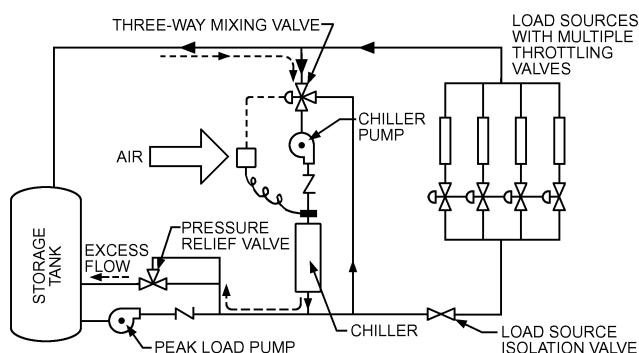 THREE-WAY MIXING VALVE
LOAD SOURCES
WITH MULTIPLE
THROTTLING
VALVES
CHILLER
PUMP
AIR
STORAGE
TANK
EXCESS
FLOW
PRESSURE
RELIEF VALVE
PEAK LOAD PUMP
CHILLER
LOAD SOURCE
ISOLATION VALVE